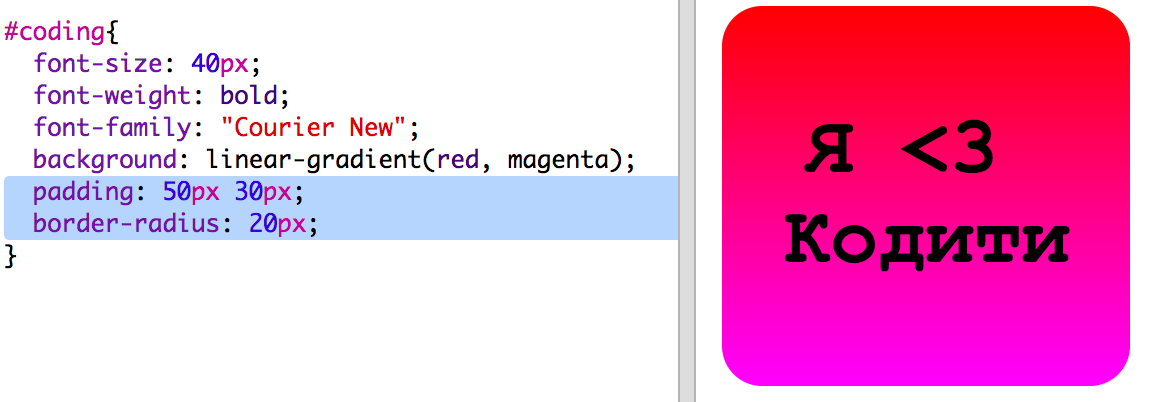 #coding{
font-size: 40px;
font-weight: bold;
font-family: "Courier New";
background: linear-gradient(red, magenta);
padding: 50px 30px;
border-radius: 20px;
}
Я <3
Кодити